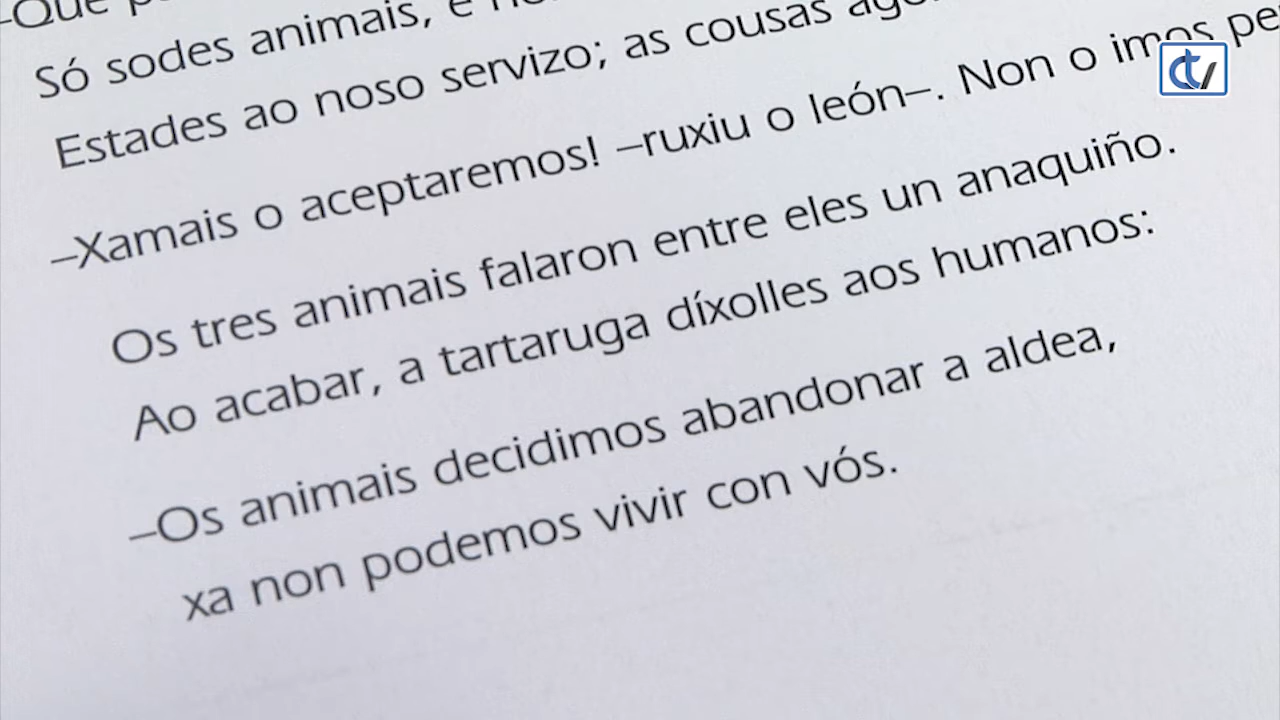 –Que
Só sodes animais, e
Estades ao noso servizo; as cousas
–Xamais o aceptaremos! –ruxiu o león–. Non o imos
Os tres animais falaron entre eles un anaquiño.
Ao acabar, a tartaruga díxolles aos humanos:
–Os animais decidimos abandonar a aldea,
xa non podemos vivir con vós.
ctv